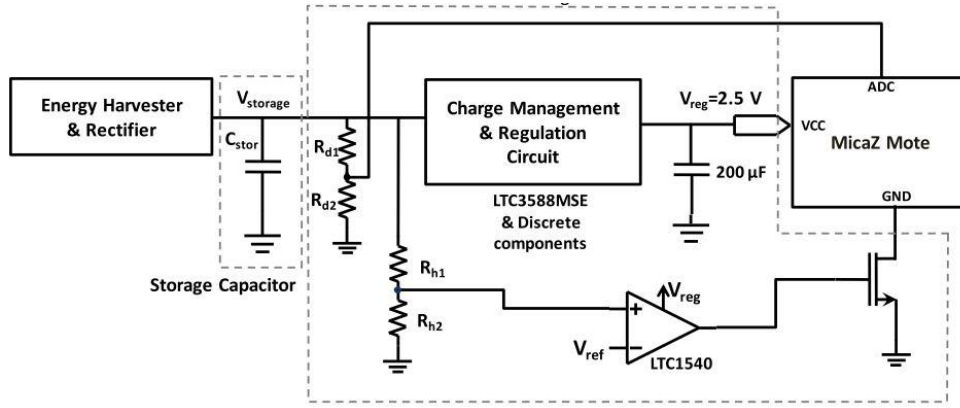 Energy Harvester
& Rectifier
V_storage
C_stor
R_d1
R_d2
Charge Management
& Regulation
Circuit
LTC3588MSE
& Discrete
components
V_reg=2.5 V
200 µF
ADC
VCC
MicaZ Mote
GND
Storage Capacitor
R_h1
R_h2
+
V_reg
V_ref
−
LTC1540